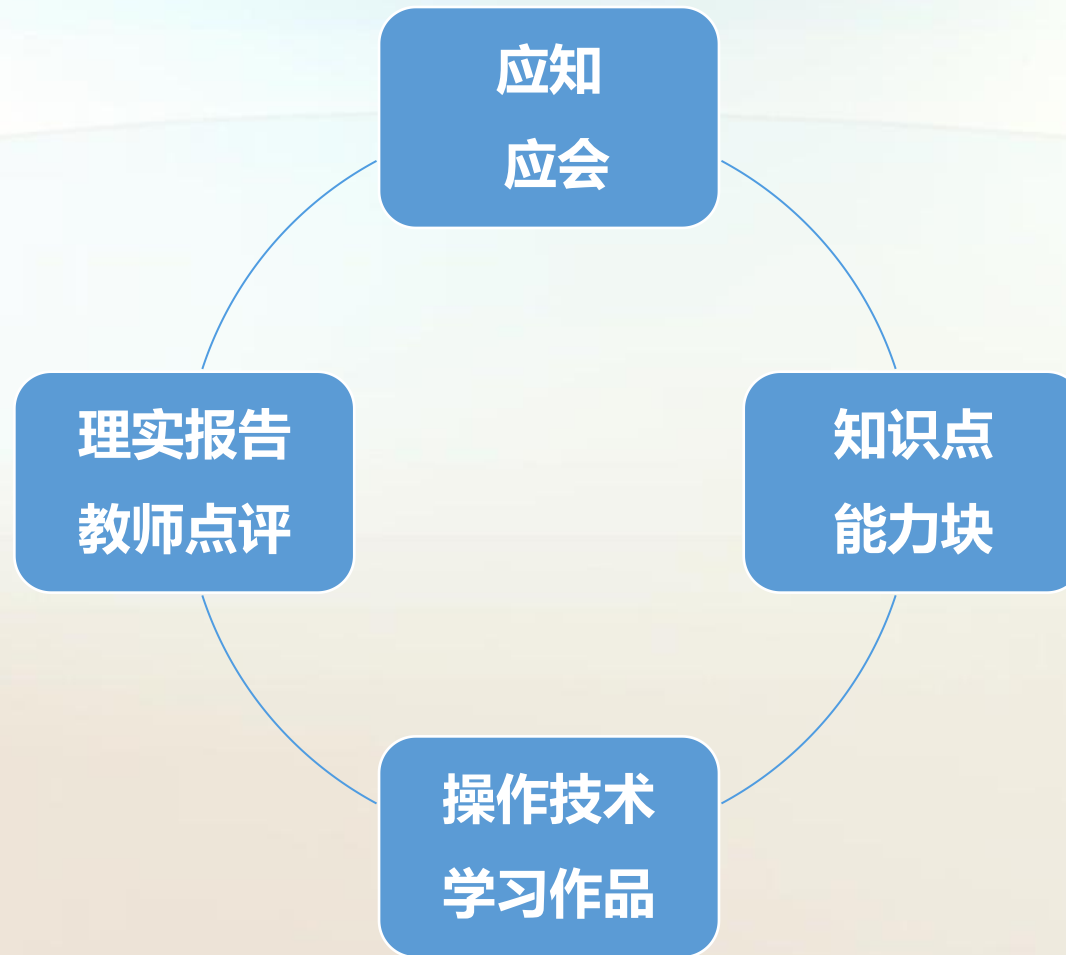 应知
应会
知识点
能力块
操作技术
学习作品
理实报告
教师点评